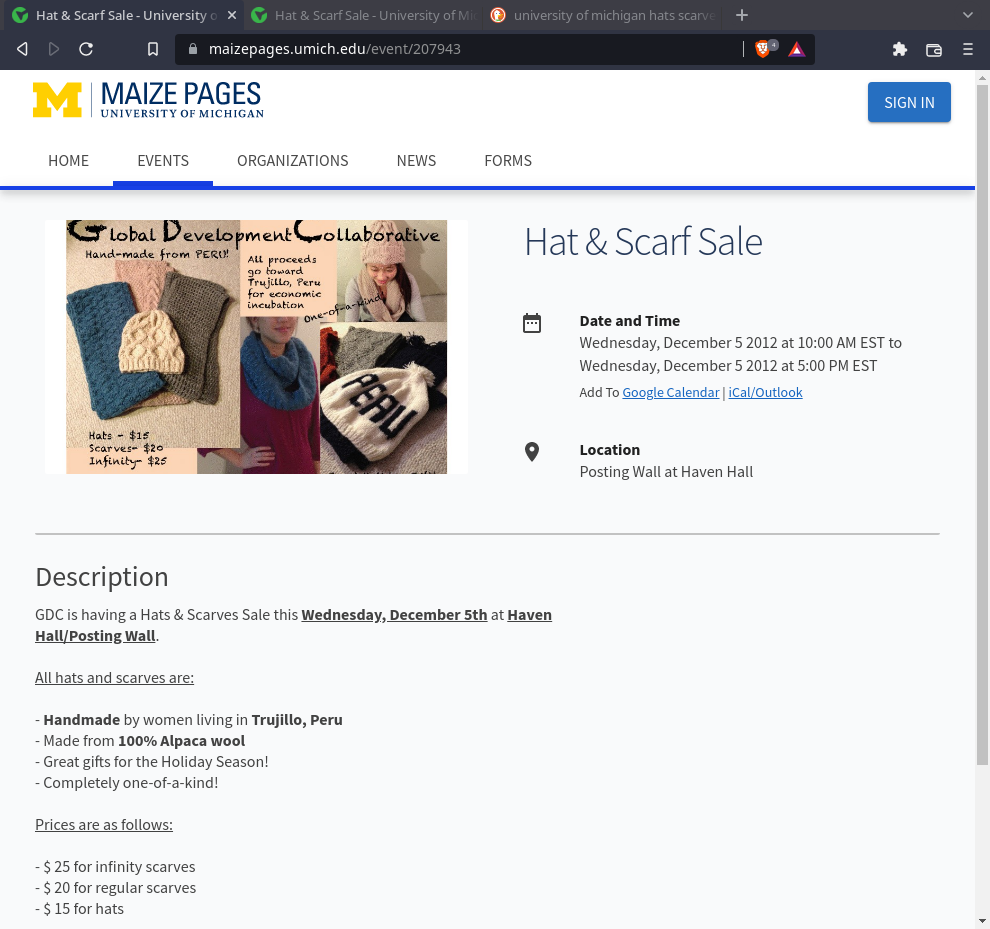 Hat & Scarf Sale - University o
Hat & Scarf Sale - University of Mi
university of michigan hats scarve
maizepages.umich.edu/event/207943
4
M
MAIZE PAGES
UNIVERSITY OF MICHIGAN
SIGN IN
HOME
EVENTS
ORGANIZATIONS
NEWS
FORMS
Global Development Collaborative
Hand-made from PERU!
All proceeds
go toward
Trujillo, Peru
for economic
incubation
One-of-a-kind!
PERU
Hats - $15
Scarves- $20
Infinity- $25
Hat & Scarf Sale
Date and Time
Wednesday, December 5 2012 at 10:00 AM EST to
Wednesday, December 5 2012 at 5:00 PM EST
Add To Google Calendar | iCal/Outlook
Location
Posting Wall at Haven Hall
Description
GDC is having a Hats & Scarves Sale this Wednesday, December 5th at Haven
Hall/Posting Wall.
All hats and scarves are:
- Handmade by women living in Trujillo, Peru
- Made from 100% Alpaca wool
- Great gifts for the Holiday Season!
- Completely one-of-a-kind!
Prices are as follows:
- $ 25 for infinity scarves
- $ 20 for regular scarves
- $ 15 for hats